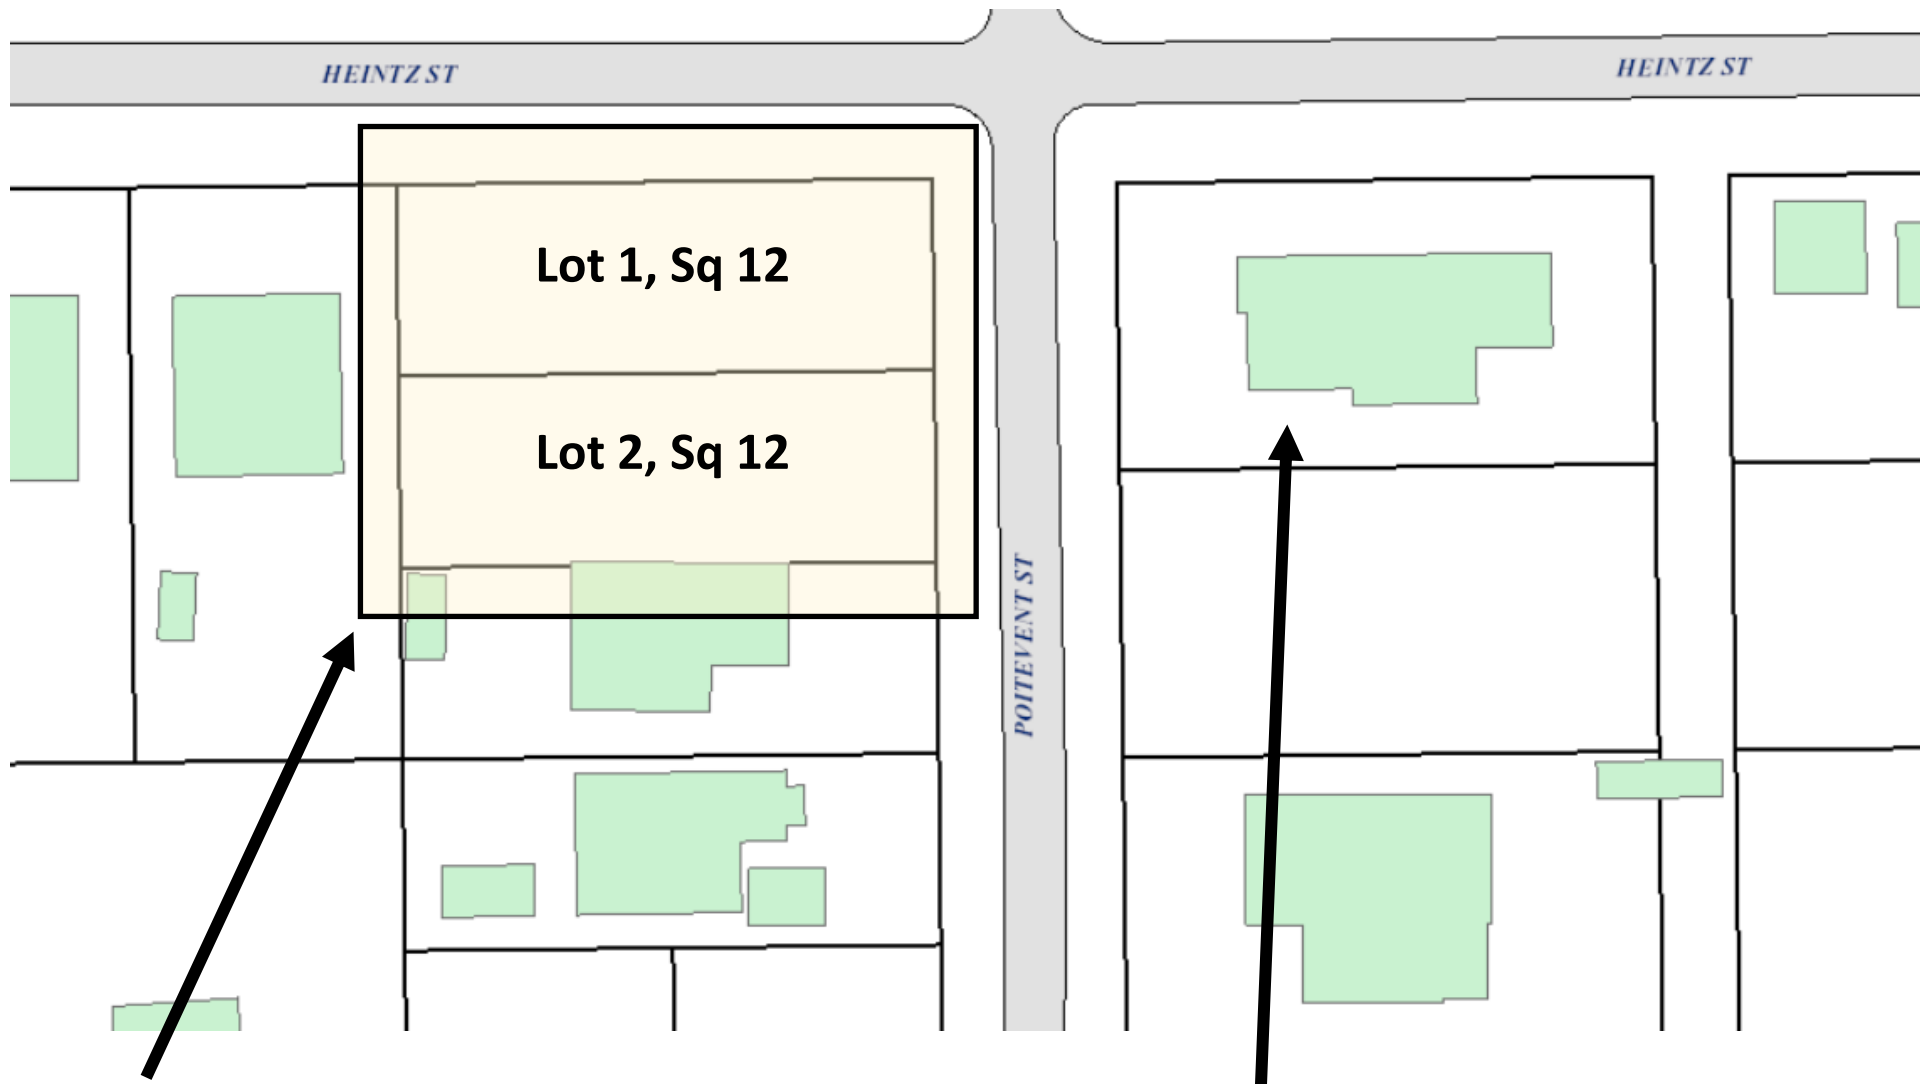 HEINTZ ST
HEINTZ ST
Lot 1, Sq 12
Lot 2, Sq 12
POITEVENT ST